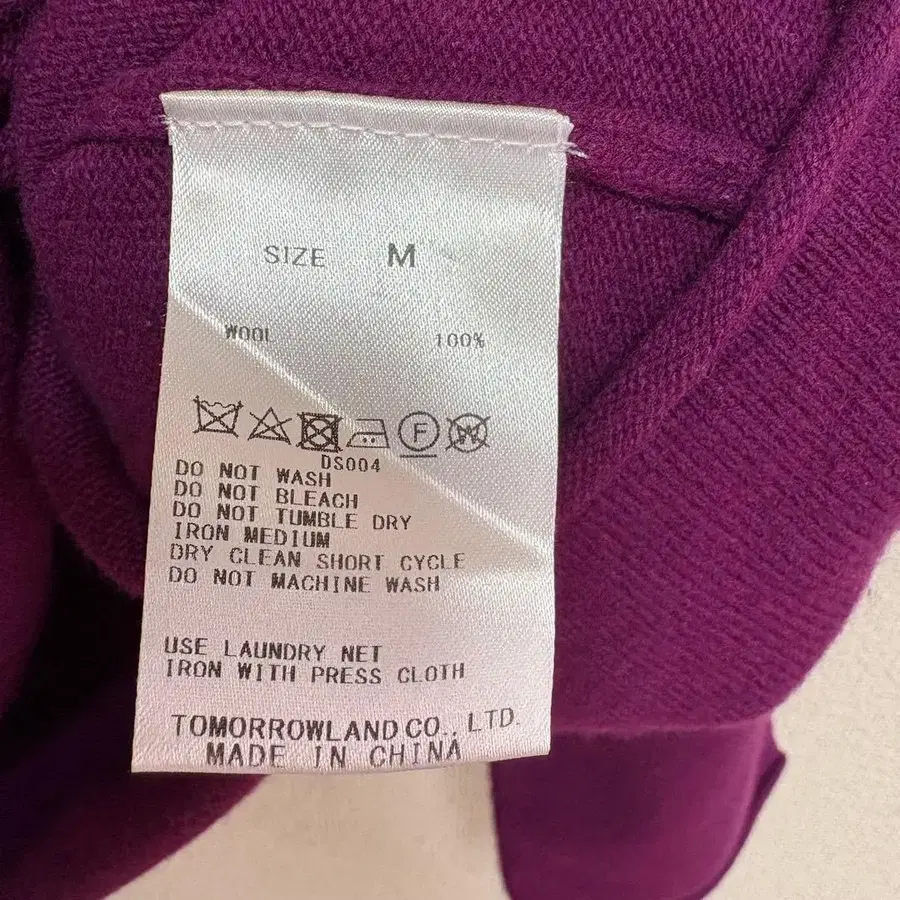 SIZE M
WOOL 100%
F W
DS004
DO NOT WASH
DO NOT BLEACH
DO NOT TUMBLE DRY
IRON MEDIUM
DRY CLEAN SHORT CYCLE
DO NOT MACHINE WASH
USE LAUNDRY NET
IRON WITH PRESS CLOTH
TOMORROWLAND CO., LTD.
MADE IN CHINA